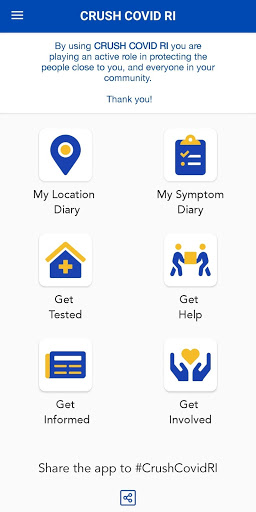 CRUSH COVID RI
By using CRUSH COVID RI you are
playing an active role in protecting the
people close to you, and everyone in your
community.
Thank you!
My Location
Diary
My Symptom
Diary
Get
Tested
Get
Help
Get
Informed
Get
Involved
Share the app to #CrushCovidRI